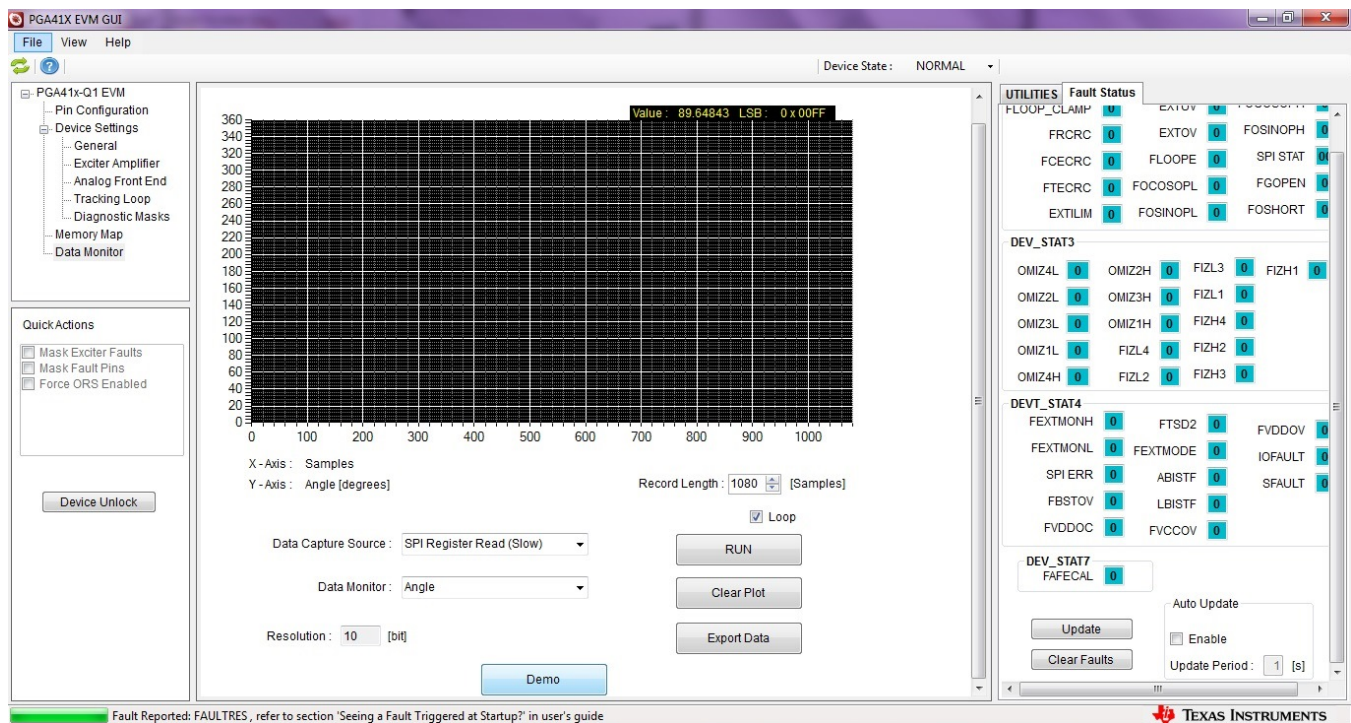 PGA41X EVM GUI
File View Help
Device State : NORMAL
PGA41x-Q1 EVM
Pin Configuration
Device Settings
General
Exciter Amplifier
Analog Front End
Tracking Loop
Diagnostic Masks
Memory Map
Data Monitor
Quick Actions
Mask Exciter Faults
Mask Fault Pins
Force ORS Enabled
Device Unlock
Value : 89.64843 LSB : 0 x 00FF
360
340
320
300
280
260
240
220
200
180
160
140
120
100
80
60
40
20
0
0 100 200 300 400 500 600 700 800 900 1000
X - Axis : Samples
Y - Axis : Angle [degrees]
Record Length : 1080 [Samples]
Loop
Data Capture Source : SPI Register Read (Slow)
RUN
Data Monitor : Angle
Clear Plot
Resolution : 10 [bit]
Export Data
Demo
UTILITIES Fault Status
FLOOP_CLAMP 0 EXTUV 0
FRCRC 0 EXTOV 0 FOSINOPH 0
FCECRC 0 FLOOPE 0 SPI STAT
FTECRC 0 FOCOSOPL 0 FGOPEN 0
EXTILIM 0 FOSINOPL 0 FOSHORT 0
DEV_STAT3
OMIZ4L 0 OMIZ2H 0 FIZL3 0 FIZH1 0
OMIZ2L 0 OMIZ3H 0 FIZL1 0
OMIZ3L 0 OMIZ1H 0 FIZH4 0
OMIZ1L 0 FIZL4 0 FIZH2 0
OMIZ4H 0 FIZL2 0 FIZH3 0
DEVT_STAT4
FEXTMONH 0 FTSD2 0 FVDDOV 0
FEXTMONL 0 FEXTMODE 0 IOFAULT 0
SPI ERR 0 ABISTF 0 SFAULT 0
FBSTOV 0 LBISTF 0
FVDDOC 0 FVCCOV 0
DEV_STAT7
FAFECAL 0
Update
Clear Faults
Auto Update
Enable
Update Period : 1 [s]
Fault Reported: FAULTRES , refer to section 'Seeing a Fault Triggered at Startup?' in user's guide
TEXAS INSTRUMENTS